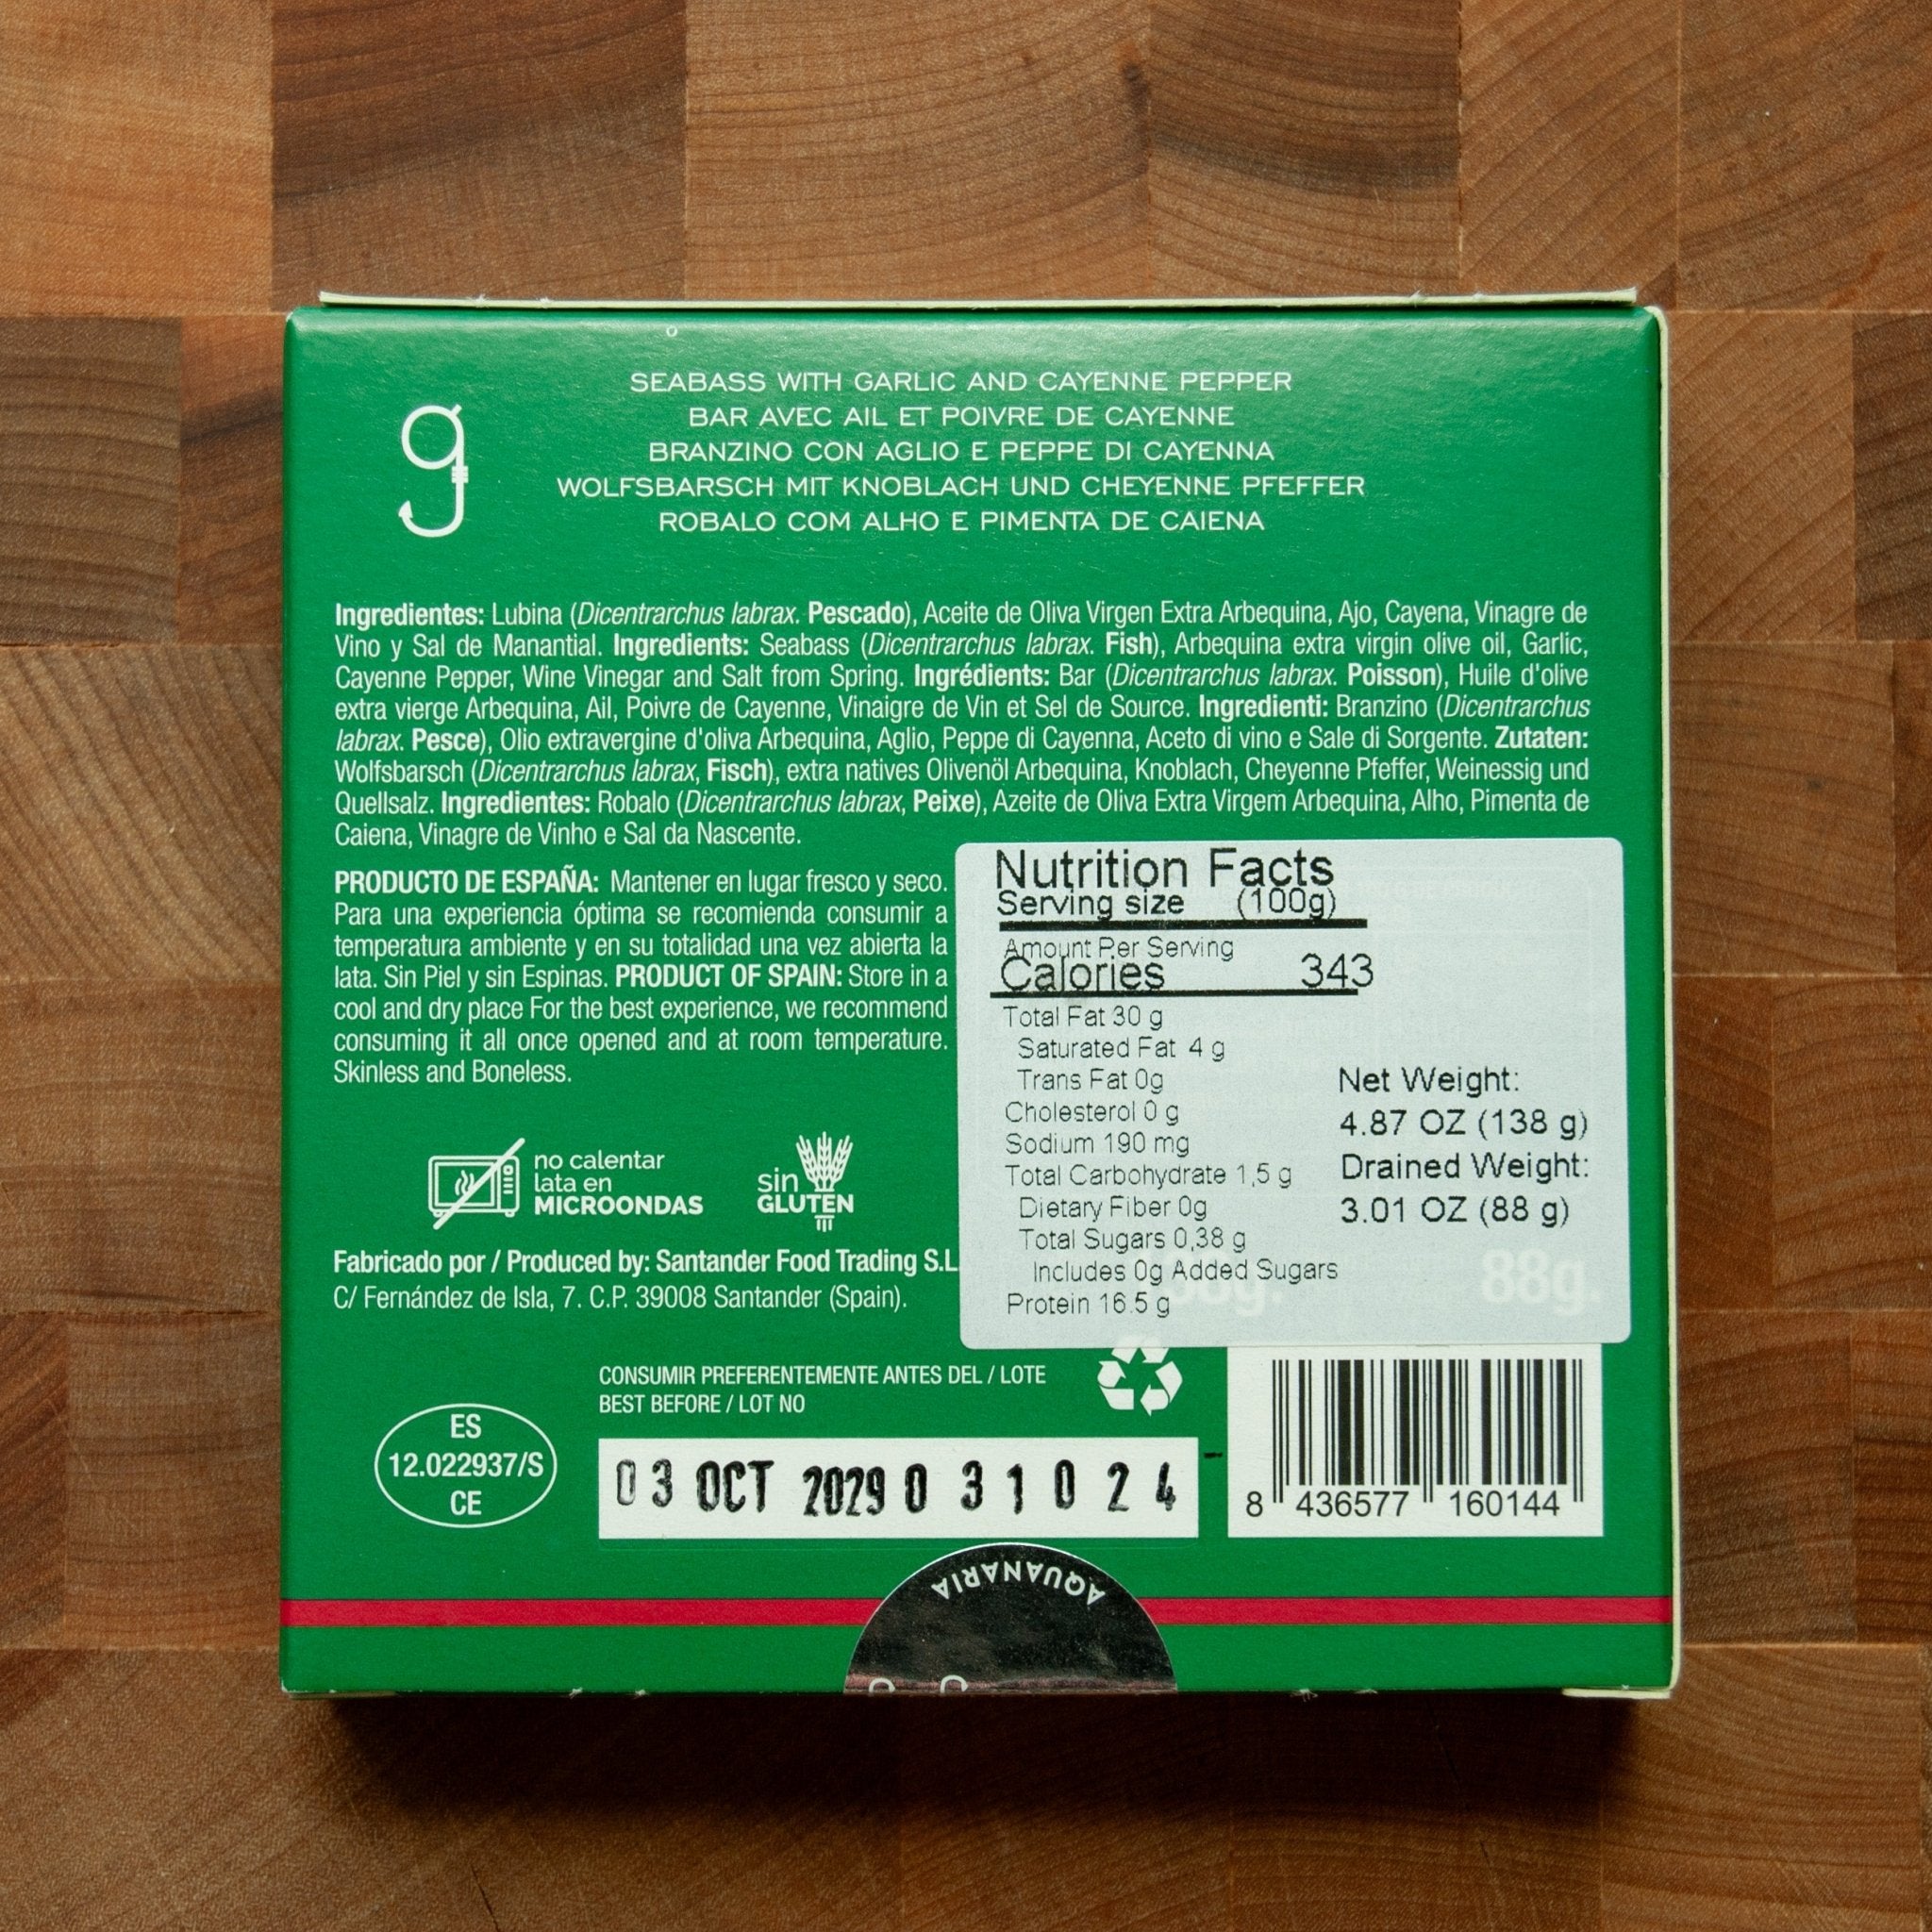 g
SEABASS WITH GARLIC AND CAYENNE PEPPER
BAR AVEC AIL ET POIVRE DE CAYENNE
BRANZINO CON AGLIO E PEPPE DI CAYENNA
WOLFSBARSCH MIT KNOBLACH UND CHEYENNE PFEFFER
ROBALO COM ALHO E PIMENTA DE CAIENA
Ingredientes: Lubina (Dicentrarchus labrax. Pescado), Aceite de Oliva Virgen Extra Arbequina, Ajo, Cayena, Vinagre de
Vino y Sal de Manantial. Ingredients: Seabass (Dicentrarchus labrax. Fish), Arbequina extra virgin olive oil, Garlic,
Cayenne Pepper, Wine Vinegar and Salt from Spring. Ingrédients: Bar (Dicentrarchus labrax. Poisson), Huile d'olive
extra vierge Arbequina, Ail, Poivre de Cayenne, Vinaigre de Vin et Sel de Source. Ingredienti: Branzino (Dicentrarchus
labrax. Pesce), Olio extravergine d'oliva Arbequina, Aglio, Peppe di Cayenna, Aceto di vino e Sale di Sorgente. Zutaten:
Wolfsbarsch (Dicentrarchus labrax, Fisch), extra natives Olivenöl Arbequina, Knoblach, Cheyenne Pfeffer, Weinessig und
Quellsalz. Ingredientes: Robalo (Dicentrarchus labrax, Peixe), Azeite de Oliva Extra Virgem Arbequina, Alho, Pimenta de
Caiena, Vinagre de Vinho e Sal da Nascente.
PRODUCTO DE ESPAÑA: Mantener en lugar fresco y seco.
Para una experiencia óptima se recomienda consumir a
temperatura ambiente y en su totalidad una vez abierta la
lata. Sin Piel y sin Espinas. PRODUCT OF SPAIN: Store in a
cool and dry place For the best experience, we recommend
consuming it all once opened and at room temperature.
Skinless and Boneless.
no calentar
lata en
MICROONDAS
sin
GLUTEN
Fabricado por / Produced by: Santander Food Trading S.L.
C/ Fernández de Isla, 7. C.P. 39008 Santander (Spain).
Nutrition Facts
Serving size (100g)
Amount Per Serving
Calories 343
Total Fat 30 g
Saturated Fat 4 g
Trans Fat 0g
Cholesterol 0 g
Sodium 190 mg
Total Carbohydrate 1,5 g
Dietary Fiber 0g
Total Sugars 0,38 g
Includes 0g Added Sugars
Protein 16.5 g
Net Weight:
4.87 OZ (138 g)
Drained Weight:
3.01 OZ (88 g)
88g.
CONSUMIR PREFERENTEMENTE ANTES DEL / LOTE
BEST BEFORE / LOT NO
03 OCT 2029 031024
ES
12.022937/S
CE
8 436577 160144
AQUANARIA